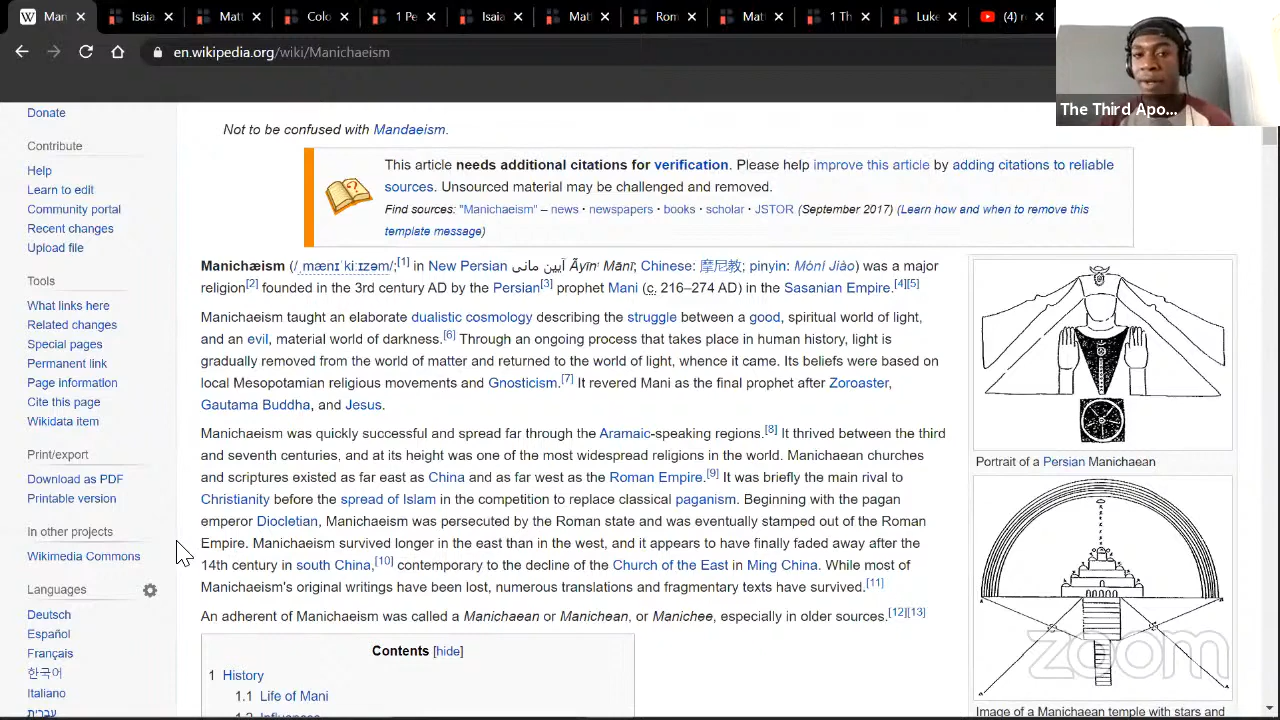 Mar
Isaia
Matt
Colo
1 Pe
Isaia
Matt
Rom
Matt
1 Th
Luke
(4) r
en.wikipedia.org/wiki/Manichaeism
The Third Apo...
Donate
Contribute
Help
Learn to edit
Community portal
Recent changes
Upload file
Tools
What links here
Related changes
Special pages
Permanent link
Page information
Cite this page
Wikidata item
Print/export
Download as PDF
Printable version
In other projects
Wikimedia Commons
Languages
Deutsch
Español
Français
한국어
Italiano
עברית
Not to be confused with Mandaeism.
This article needs additional citations for verification. Please help improve this article by adding citations to reliable
sources. Unsourced material may be challenged and removed.
Find sources: "Manichaeism" – news · newspapers · books · scholar · JSTOR (September 2017) (Learn how and when to remove this
template message)
Manichæism (/ˌmænɪˈkiːɪzəm/;[1] in New Persian آیین مانی Āyīnⁱ Mānī; Chinese: 摩尼教; pinyin: Móní Jiào) was a major
religion[2] founded in the 3rd century AD by the Persian[3] prophet Mani (c. 216–274 AD) in the Sasanian Empire.[4][5]
Manichaeism taught an elaborate dualistic cosmology describing the struggle between a good, spiritual world of light,
and an evil, material world of darkness.[6] Through an ongoing process that takes place in human history, light is
gradually removed from the world of matter and returned to the world of light, whence it came. Its beliefs were based on
local Mesopotamian religious movements and Gnosticism.[7] It revered Mani as the final prophet after Zoroaster,
Gautama Buddha, and Jesus.
Manichaeism was quickly successful and spread far through the Aramaic-speaking regions.[8] It thrived between the third
and seventh centuries, and at its height was one of the most widespread religions in the world. Manichaean churches
and scriptures existed as far east as China and as far west as the Roman Empire.[9] It was briefly the main rival to
Christianity before the spread of Islam in the competition to replace classical paganism. Beginning with the pagan
emperor Diocletian, Manichaeism was persecuted by the Roman state and was eventually stamped out of the Roman
Empire. Manichaeism survived longer in the east than in the west, and it appears to have finally faded away after the
14th century in south China,[10] contemporary to the decline of the Church of the East in Ming China. While most of
Manichaeism's original writings have been lost, numerous translations and fragmentary texts have survived.[11]
An adherent of Manichaeism was called a Manichaean or Manichean, or Manichee, especially in older sources.[12][13]
Contents [hide]
1 History
1.1 Life of Mani
1.2 Influences
Portrait of a Persian Manichaean
Image of a Manichaean temple with stars and
zoom